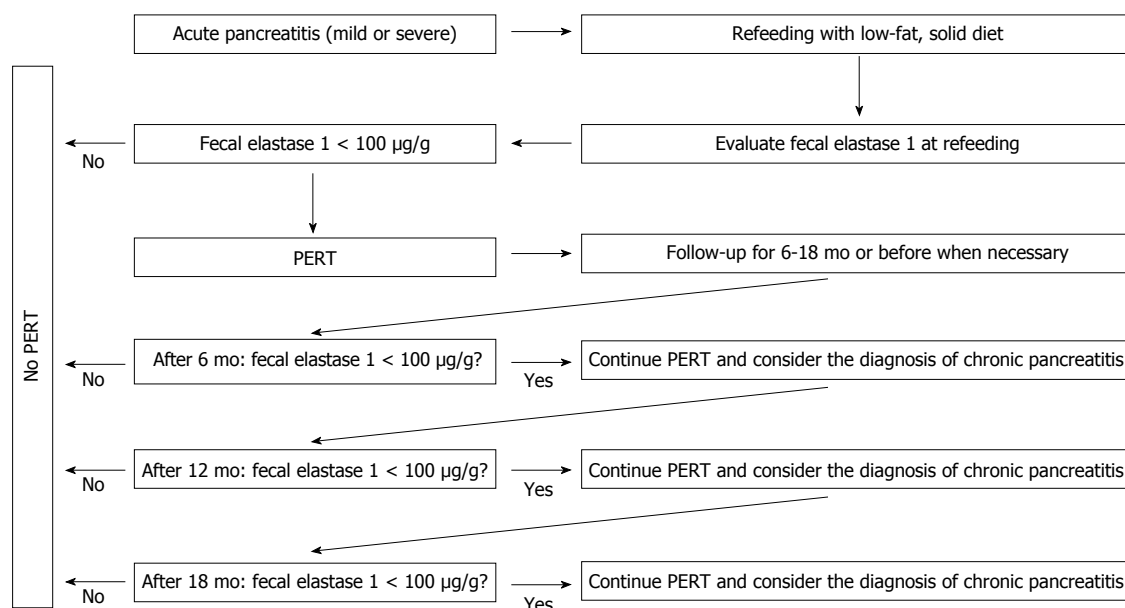 Acute pancreatitis (mild or severe)
Refeeding with low-fat, solid diet
Fecal elastase 1 < 100 µg/g
Evaluate fecal elastase 1 at refeeding
No
PERT
Follow-up for 6-18 mo or before when necessary
No PERT
After 6 mo: fecal elastase 1 < 100 µg/g?
Continue PERT and consider the diagnosis of chronic pancreatitis
No
Yes
After 12 mo: fecal elastase 1 < 100 µg/g?
Continue PERT and consider the diagnosis of chronic pancreatitis
No
Yes
After 18 mo: fecal elastase 1 < 100 µg/g?
Continue PERT and consider the diagnosis of chronic pancreatitis
No
Yes